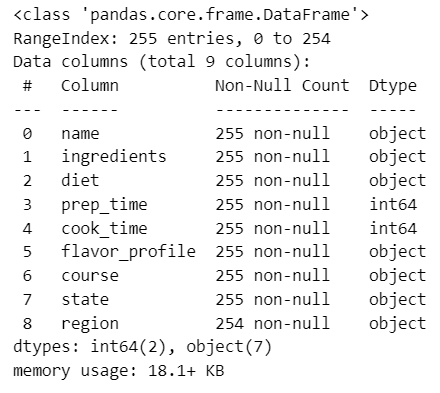 <class 'pandas.core.frame.DataFrame'>
RangeIndex: 255 entries, 0 to 254
Data columns (total 9 columns):
 #   Column          Non-Null Count  Dtype
---  ------          --------------  -----
 0   name            255 non-null    object
 1   ingredients     255 non-null    object
 2   diet            255 non-null    object
 3   prep_time       255 non-null    int64
 4   cook_time       255 non-null    int64
 5   flavor_profile  255 non-null    object
 6   course          255 non-null    object
 7   state           255 non-null    object
 8   region          254 non-null    object
dtypes: int64(2), object(7)
memory usage: 18.1+ KB